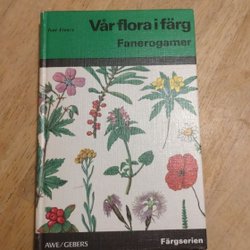 Vår flora i färg
Fanerogamer
AWE/GEBERS
Färgserien